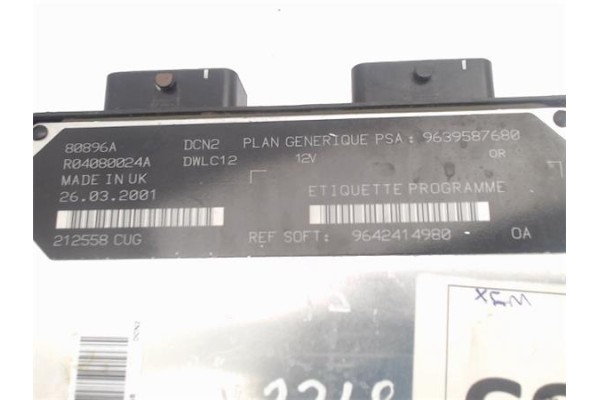 80896A DCN2 PLAN GENERIQUE PSA : 9639587680
R04080024A DWLC12 12V OR
MADE IN UK ETIQUETTE PROGRAMME
26.03.2001
212558 CUG REF SOFT: 9642414980 0A